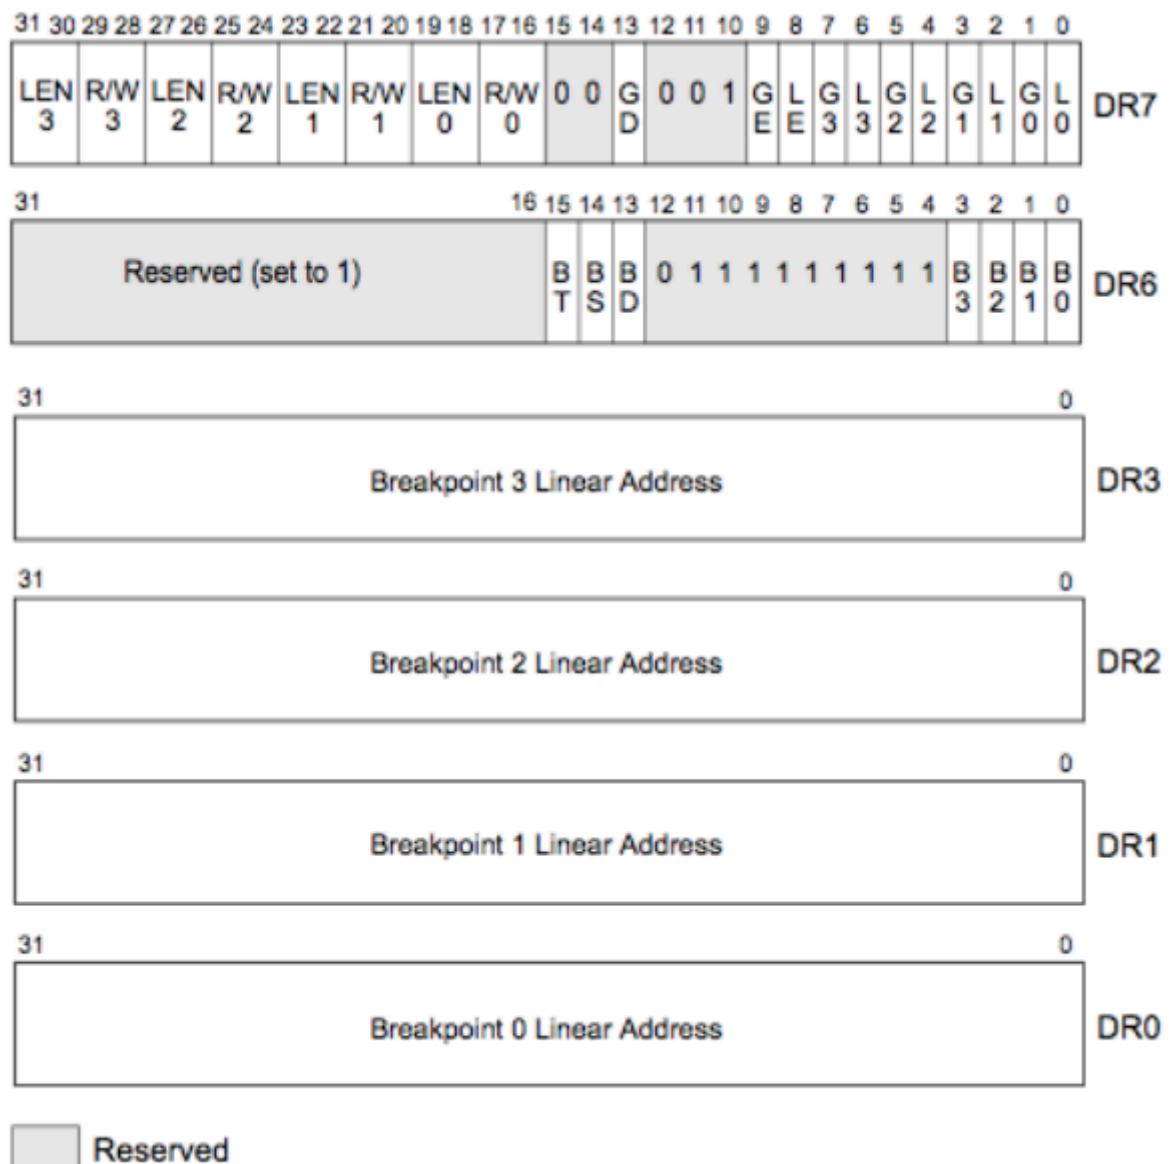 31 30 29 28 27 26 25 24 23 22 21 20 19 18 17 16 15 14 13 12 11 10 9 8 7 6 5 4 3 2 1 0
LEN 3 R/W 3 LEN 2 R/W 2 LEN 1 R/W 1 LEN 0 R/W 0 0 0 GD 0 0 1 GE LE G3 L3 G2 L2 G1 L1 G0 L0 DR7
31 16 15 14 13 12 11 10 9 8 7 6 5 4 3 2 1 0
Reserved (set to 1) BT BS BD 0 1 1 1 1 1 1 1 1 B3 B2 B1 B0 DR6
31 0
Breakpoint 3 Linear Address DR3
31 0
Breakpoint 2 Linear Address DR2
31 0
Breakpoint 1 Linear Address DR1
31 0
Breakpoint 0 Linear Address DR0
Reserved